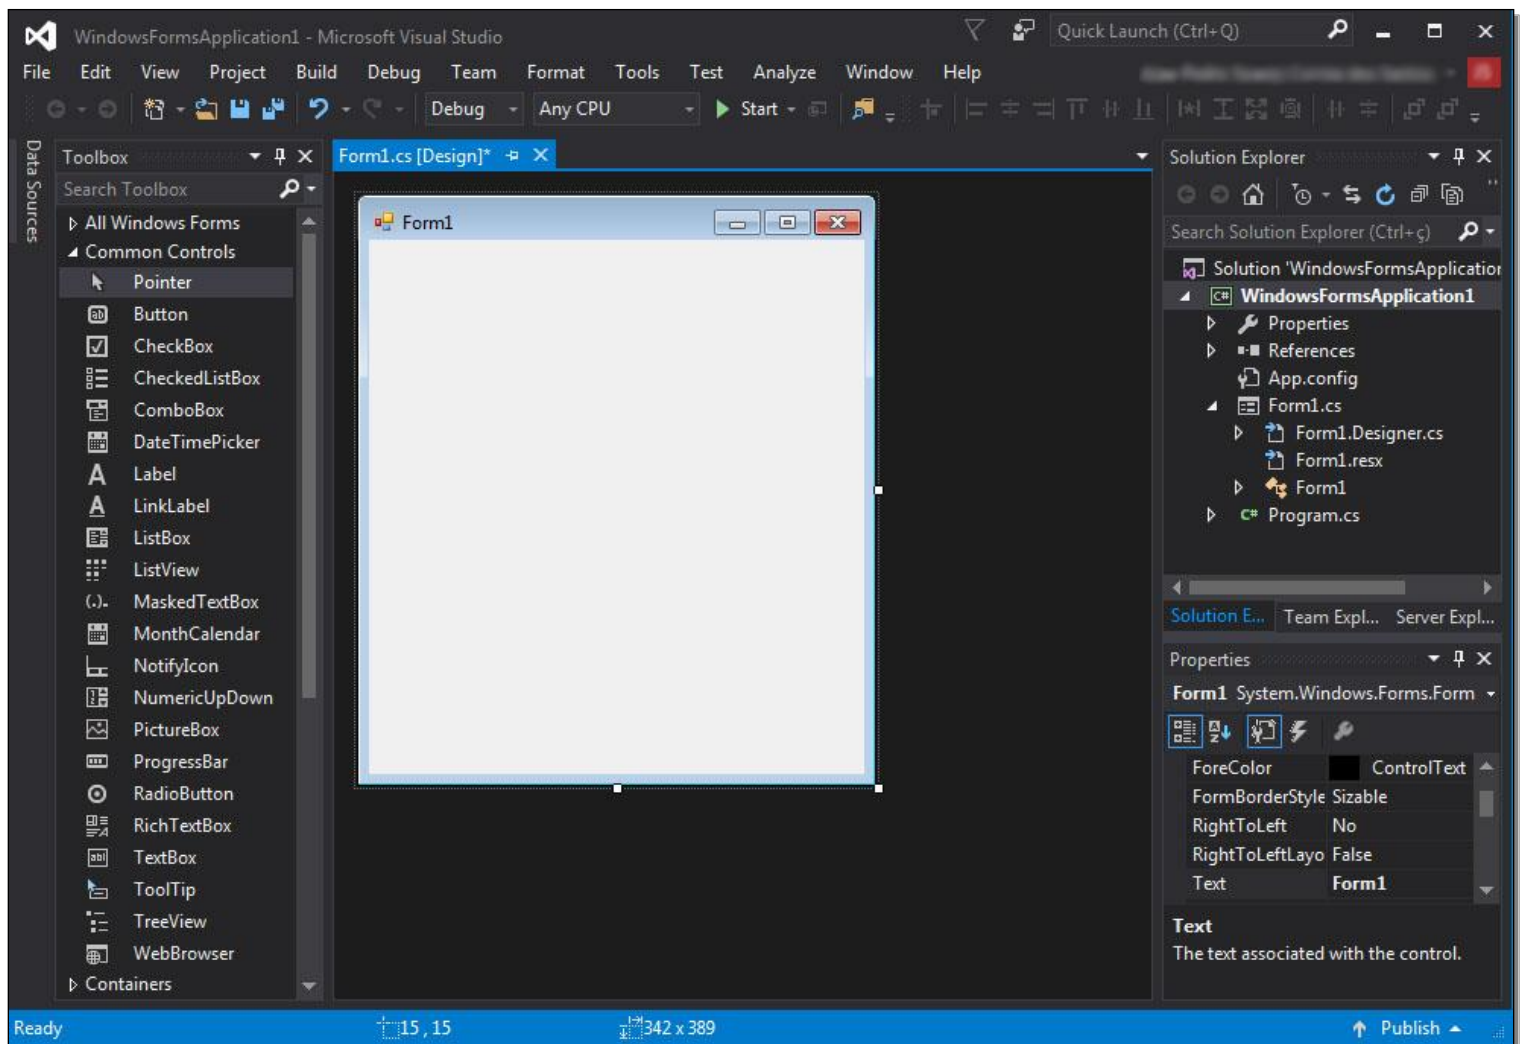 WindowsFormsApplication1 - Microsoft Visual Studio
Quick Launch (Ctrl+Q)
File Edit View Project Build Debug Team Format Tools Test Analyze Window Help
Debug Any CPU Start
Data Sources
Toolbox
Search Toolbox
All Windows Forms
Common Controls
Pointer
Button
CheckBox
CheckedListBox
ComboBox
DateTimePicker
Label
LinkLabel
ListBox
ListView
MaskedTextBox
MonthCalendar
NotifyIcon
NumericUpDown
PictureBox
ProgressBar
RadioButton
RichTextBox
TextBox
ToolTip
TreeView
WebBrowser
Containers
Form1.cs [Design]*
Form1
Solution Explorer
Search Solution Explorer (Ctrl+ç)
Solution 'WindowsFormsApplication
WindowsFormsApplication1
Properties
References
App.config
Form1.cs
Form1.Designer.cs
Form1.resx
Form1
Program.cs
Solution E... Team Expl... Server Expl...
Properties
Form1 System.Windows.Forms.Form
ForeColor ControlText
FormBorderStyle Sizable
RightToLeft No
RightToLeftLayo False
Text Form1
Text
The text associated with the control.
Ready 15 , 15 342 x 389 Publish